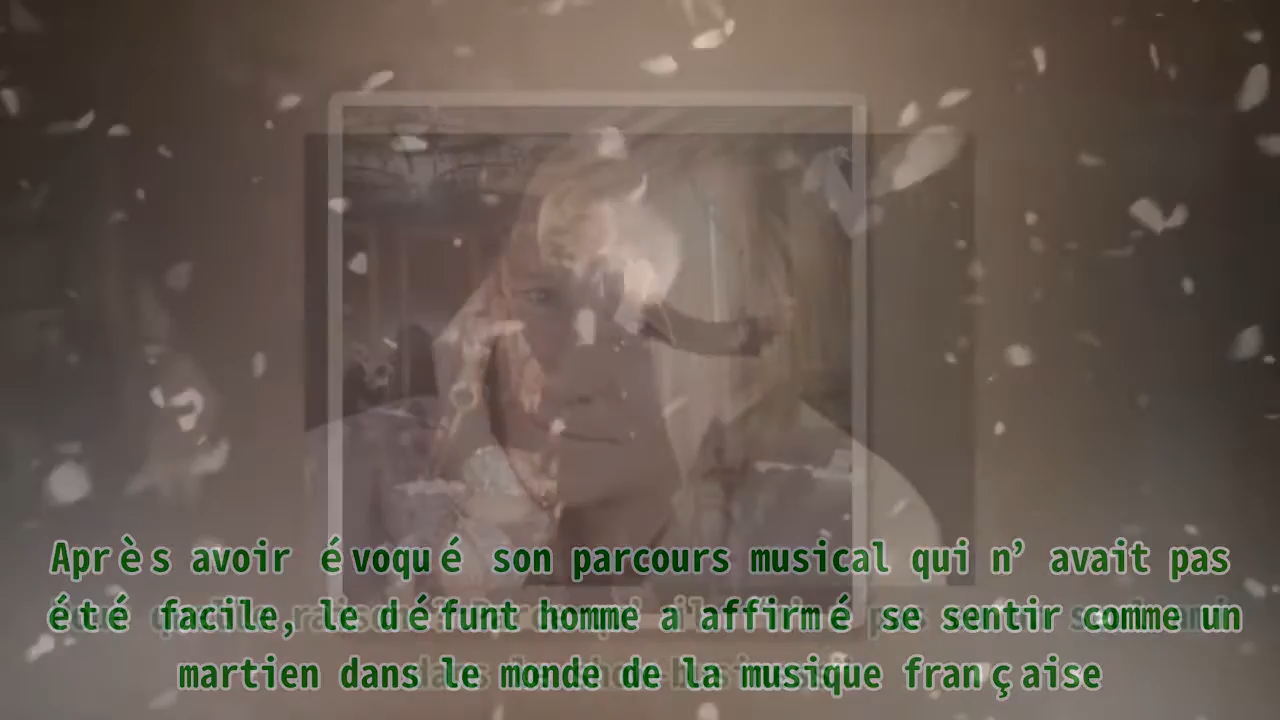 Après avoir évoqué son parcours musical qui n’avait pas
été facile, le défunt homme a affirmé se sentir comme un
martien dans le monde de la musique française